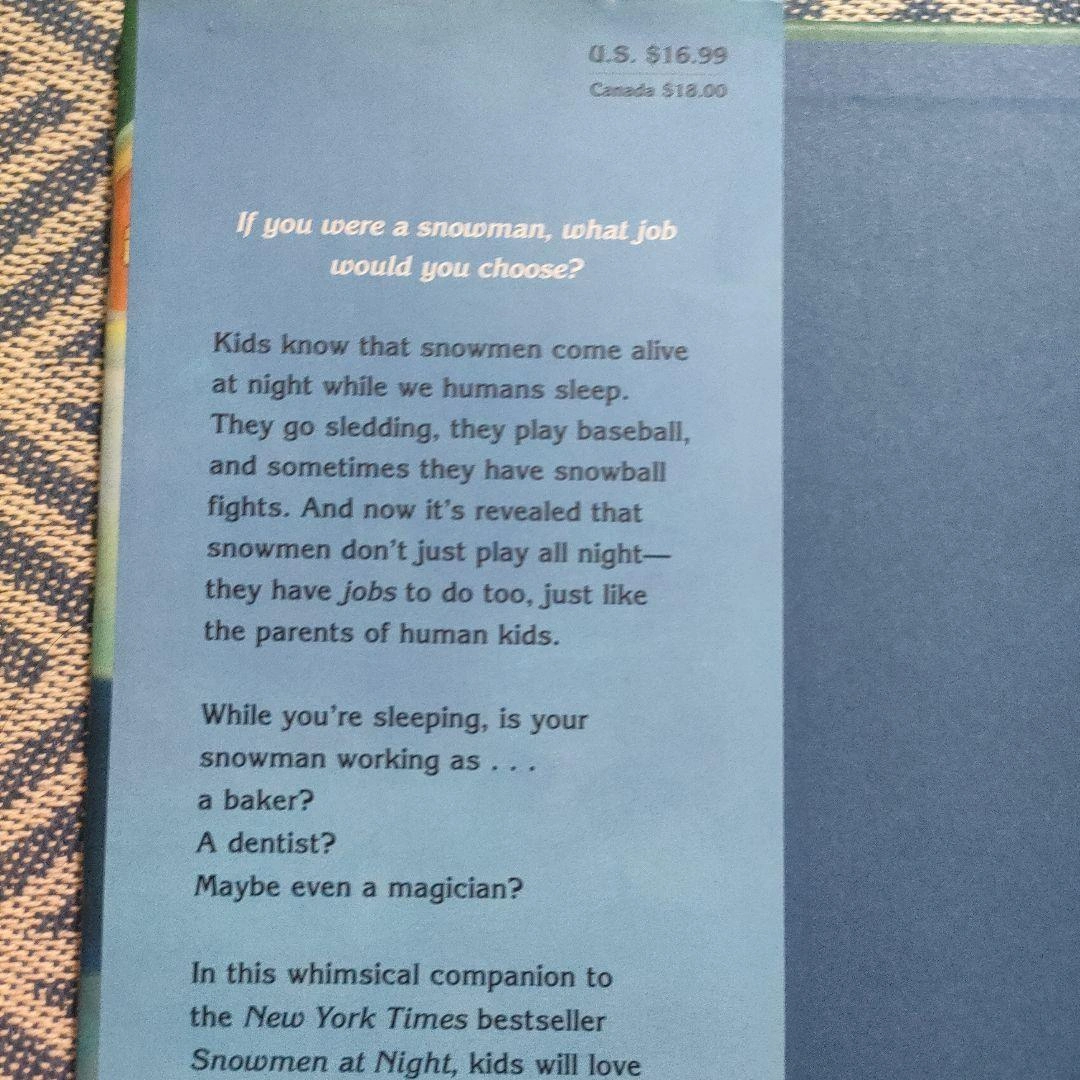 U.S. $16.99
Canada $18.00
If you were a snowman, what job
would you choose?
Kids know that snowmen come alive
at night while we humans sleep.
They go sledding, they play baseball,
and sometimes they have snowball
fights. And now it's revealed that
snowmen don't just play all night—
they have jobs to do too, just like
the parents of human kids.
While you're sleeping, is your
snowman working as . . .
a baker?
A dentist?
Maybe even a magician?
In this whimsical companion to
the New York Times bestseller
Snowmen at Night, kids will love